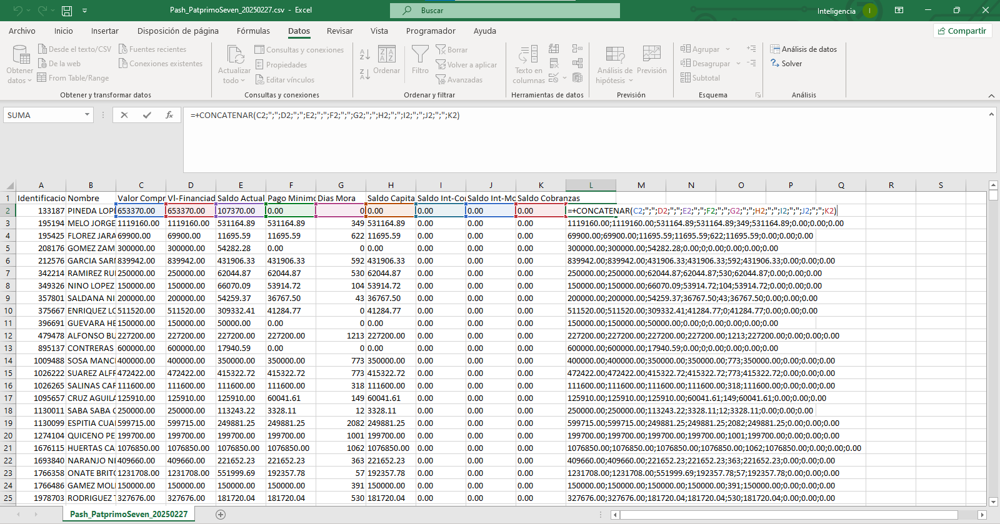 Pash_PatprimoSeven_20250227.csv - Excel
Buscar
Inteligencia
I
Archivo Inicio Insertar Disposición de página Fórmulas Datos Revisar Vista Programador Ayuda
Compartir
Obtener datos
Desde el texto/CSV
De la web
From Table/Range
Fuentes recientes
Conexiones existentes
Obtener y transformar datos
Actualizar todo
Consultas y conexiones
Propiedades
Editar vínculos
Consultas y conexiones
Ordenar
Filtro
Borrar
Volver a aplicar
Avanzadas
Ordenar y filtrar
Texto en columnas
Herramientas de datos
Análisis de hipótesis
Previsión
Previsión
Agrupar
Desagrupar
Subtotal
Esquema
Análisis de datos
Solver
Análisis
SUMA
fx
=+CONCATENAR(C2;";";D2;";";E2;";";F2;";";G2;";";H2;";";I2;";";J2;";";K2)
A B C D E F G H I J K L M N O P Q R S
1 Identificacio Nombre Valor Compr Vl-Financiad Saldo Actual Pago Minimo Dias Mora Saldo Capita Saldo Int-Cor Saldo Int-Mo Saldo Cobranzas
2 133187 PINEDA LOPE 653370.00 653370.00 107370.00 0.00 0 0.00 0.00 0.00 0.00 =+CONCATENAR(C2;";";D2;";";E2;";";F2;";";G2;";";H2;";";I2;";";J2;";";K2)
3 195194 MELO JORGE 1119160.00 1119160.00 531164.89 531164.89 349 531164.89 0.00 0.00 0.00 1119160.00;1119160.00;531164.89;531164.89;349;531164.89;0.00;0.00;0.00
4 195425 FLOREZ JARA 69900.00 69900.00 11695.59 11695.59 622 11695.59 0.00 0.00 0.00 69900.00;69900.00;11695.59;11695.59;622;11695.59;0.00;0.00;0.00
5 208176 GOMEZ ZAM 300000.00 300000.00 54282.28 0.00 0 0.00 0.00 0.00 0.00 300000.00;300000.00;54282.28;0.00;0;0.00;0.00;0.00;0.00
6 212576 GARCIA SARM 839942.00 839942.00 431906.33 431906.33 592 431906.33 0.00 0.00 0.00 839942.00;839942.00;431906.33;431906.33;592;431906.33;0.00;0.00;0.00
7 342214 RAMIREZ RUI 250000.00 250000.00 62044.87 62044.87 530 62044.87 0.00 0.00 0.00 250000.00;250000.00;62044.87;62044.87;530;62044.87;0.00;0.00;0.00
8 349326 NINO LOPEZ 150000.00 150000.00 66070.09 53914.72 104 53914.72 0.00 0.00 0.00 150000.00;150000.00;66070.09;53914.72;104;53914.72;0.00;0.00;0.00
9 357801 SALDANA NI 200000.00 200000.00 54259.37 36767.50 43 36767.50 0.00 0.00 0.00 200000.00;200000.00;54259.37;36767.50;43;36767.50;0.00;0.00;0.00
10 375667 ENRIQUEZ LO 511520.00 511520.00 309332.41 41284.77 0 41284.77 0.00 0.00 0.00 511520.00;511520.00;309332.41;41284.77;0;41284.77;0.00;0.00;0.00
11 396691 GUEVARA HE 150000.00 150000.00 50000.00 0.00 0 0.00 0.00 0.00 0.00 150000.00;150000.00;50000.00;0.00;0;0.00;0.00;0.00;0.00
12 479478 ALFONSO BU 227200.00 227200.00 227200.00 227200.00 1213 227200.00 0.00 0.00 0.00 227200.00;227200.00;227200.00;227200.00;1213;227200.00;0.00;0.00;0.00
13 895137 CONTRERAS 600000.00 600000.00 17940.59 0.00 0 0.00 0.00 0.00 0.00 600000.00;600000.00;17940.59;0.00;0;0.00;0.00;0.00;0.00
14 1009488 SOSA MANCI 400000.00 400000.00 350000.00 350000.00 773 350000.00 0.00 0.00 0.00 400000.00;400000.00;350000.00;350000.00;773;350000.00;0.00;0.00;0.00
15 1026222 SUAREZ ALFF 472422.00 472422.00 415322.72 415322.72 773 415322.72 0.00 0.00 0.00 472422.00;472422.00;415322.72;415322.72;773;415322.72;0.00;0.00;0.00
16 1026265 SALINAS CAR 111600.00 111600.00 111600.00 111600.00 318 111600.00 0.00 0.00 0.00 111600.00;111600.00;111600.00;111600.00;318;111600.00;0.00;0.00;0.00
17 1095657 CRUZ AGUILA 125910.00 125910.00 125910.00 60041.61 149 60041.61 0.00 0.00 0.00 125910.00;125910.00;125910.00;60041.61;149;60041.61;0.00;0.00;0.00
18 1130011 SABA SABA C 250000.00 250000.00 113243.22 3328.11 12 3328.11 0.00 0.00 0.00 250000.00;250000.00;113243.22;3328.11;12;3328.11;0.00;0.00;0.00
19 1130099 ESPITIA CUAI 599715.00 599715.00 249881.25 249881.25 2082 249881.25 0.00 0.00 0.00 599715.00;599715.00;249881.25;249881.25;2082;249881.25;0.00;0.00;0.00
20 1274104 QUICENO PE 199700.00 199700.00 199700.00 199700.00 1001 199700.00 0.00 0.00 0.00 199700.00;199700.00;199700.00;199700.00;1001;199700.00;0.00;0.00;0.00
21 1676115 HUERTAS CA 1076850.00 1076850.00 1076850.00 1076850.00 1062 1076850.00 0.00 0.00 0.00 1076850.00;1076850.00;1076850.00;1076850.00;1062;1076850.00;0.00;0.00;0.00
22 1693840 NARANJO NI 409660.00 409660.00 221652.23 221652.23 363 221652.23 0.00 0.00 0.00 409660.00;409660.00;221652.23;221652.23;363;221652.23;0.00;0.00;0.00
23 1766358 ONATE BRITO 1231708.00 1231708.00 551999.69 192357.78 57 192357.78 0.00 0.00 0.00 1231708.00;1231708.00;551999.69;192357.78;57;192357.78;0.00;0.00;0.00
24 1766486 GAMEZ MOLI 150000.00 150000.00 150000.00 150000.00 391 150000.00 0.00 0.00 0.00 150000.00;150000.00;150000.00;150000.00;391;150000.00;0.00;0.00;0.00
25 1978703 RODRIGUEZ T 327676.00 327676.00 181720.04 181720.04 530 181720.04 0.00 0.00 0.00 327676.00;327676.00;181720.04;181720.04;530;181720.04;0.00;0.00;0.00
Pash_PatprimoSeven_20250227